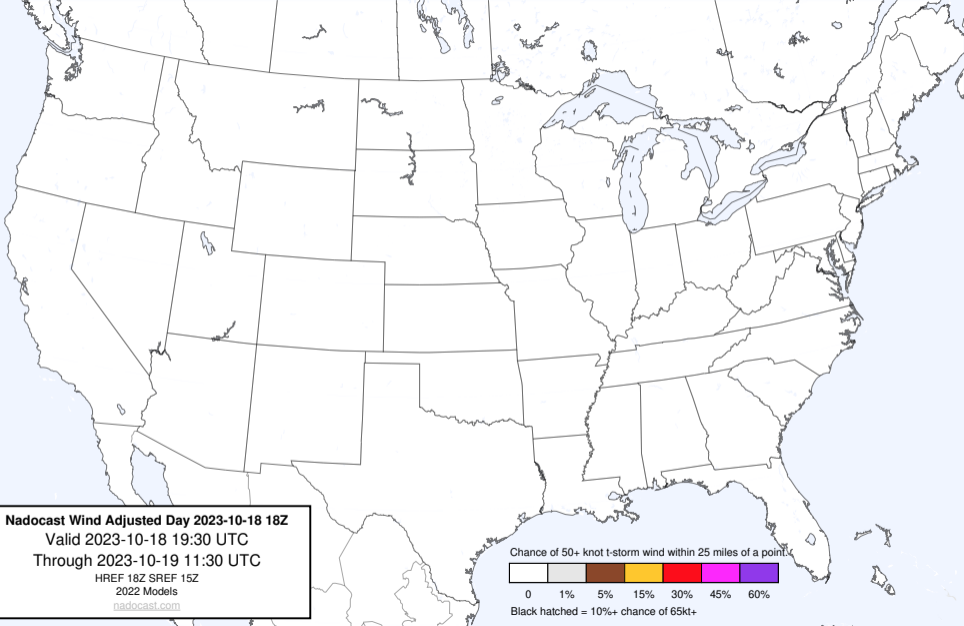 Nadocast Wind Adjusted Day 2023-10-18 18Z
Valid 2023-10-18 19:30 UTC
Through 2023-10-19 11:30 UTC
HREF 18Z SREF 15Z
2022 Models
nadocast.com
Chance of 50+ knot t-storm wind within 25 miles of a point.
0 1% 5% 15% 30% 45% 60%
Black hatched = 10%+ chance of 65kt+